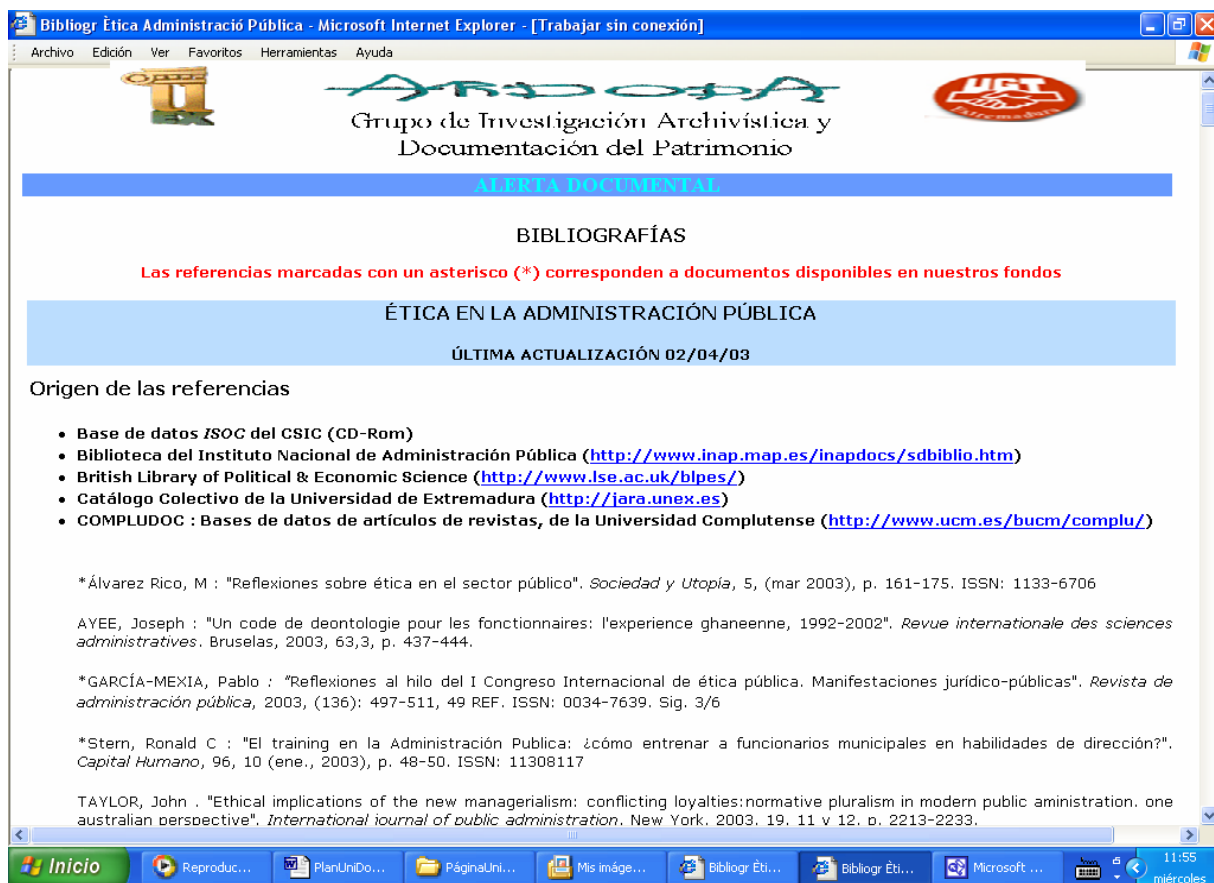 Bibliogr Ètica Administració Pública - Microsoft Internet Explorer - [Trabajar sin conexión]
Archivo Edición Ver Favoritos Herramientas Ayuda
U
EX
ARDOPA
UGT
Extremadura
Grupo de Investigación Archivística y
Documentación del Patrimonio
ALERTA DOCUMENTAL
BIBLIOGRAFÍAS
Las referencias marcadas con un asterisco (*) corresponden a documentos disponibles en nuestros fondos
ÉTICA EN LA ADMINISTRACIÓN PÚBLICA
ÚLTIMA ACTUALIZACIÓN 02/04/03
Origen de las referencias
• Base de datos ISOC del CSIC (CD-Rom)
• Biblioteca del Instituto Nacional de Administración Pública (http://www.inap.map.es/inapdocs/sdbiblio.htm)
• British Library of Political & Economic Science (http://www.lse.ac.uk/blpes/)
• Catálogo Colectivo de la Universidad de Extremadura (http://jara.unex.es)
• COMPLUDOC : Bases de datos de artículos de revistas, de la Universidad Complutense (http://www.ucm.es/bucm/complu/)
*Álvarez Rico, M : "Reflexiones sobre ética en el sector público". Sociedad y Utopía, 5, (mar 2003), p. 161-175. ISSN: 1133-6706
AYEE, Joseph : "Un code de deontologie pour les fonctionnaires: l'experience ghaneenne, 1992-2002". Revue internationale des sciences
administratives. Bruselas, 2003, 63,3, p. 437-444.
*GARCÍA-MEXIA, Pablo : "Reflexiones al hilo del I Congreso Internacional de ética pública. Manifestaciones jurídico-públicas". Revista de
administración pública, 2003, (136): 497-511, 49 REF. ISSN: 0034-7639. Sig. 3/6
*Stern, Ronald C : "El training en la Administración Publica: ¿cómo entrenar a funcionarios municipales en habilidades de dirección?".
Capital Humano, 96, 10 (ene., 2003), p. 48-50. ISSN: 11308117
TAYLOR, John . "Ethical implications of the new managerialism: conflicting loyalties:normative pluralism in modern public aministration. one
australian perspective". International journal of public administration. New York. 2003. 19. 11 y 12. p. 2213-2233.
Inicio Reproduc... PlanUniDo... PáginaUni... Mis imáge... Bibliogr Èti... Bibliogr Èti... Microsoft ... 11:55
miércoles